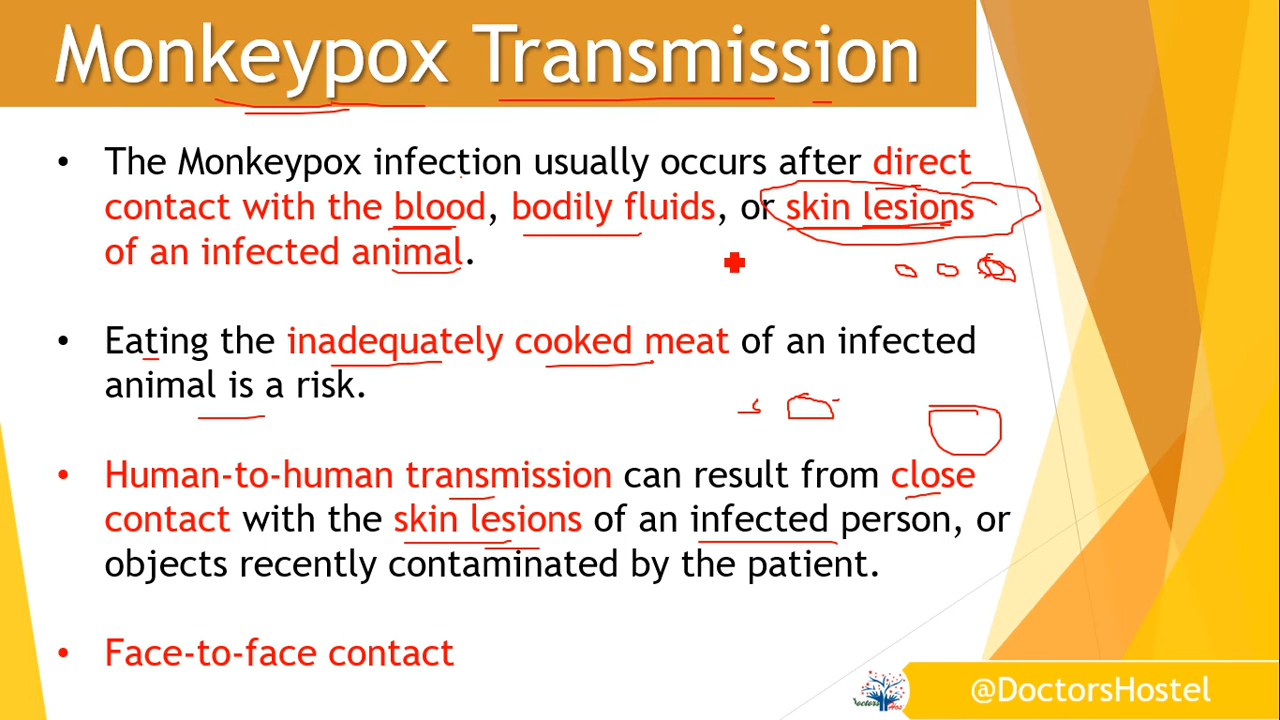 Monkeypox Transmission
• The Monkeypox infection usually occurs after direct
contact with the blood, bodily fluids, or skin lesions
of an infected animal.
• Eating the inadequately cooked meat of an infected
animal is a risk.
• Human-to-human transmission can result from close
contact with the skin lesions of an infected person, or
objects recently contaminated by the patient.
• Face-to-face contact
@DoctorsHostel